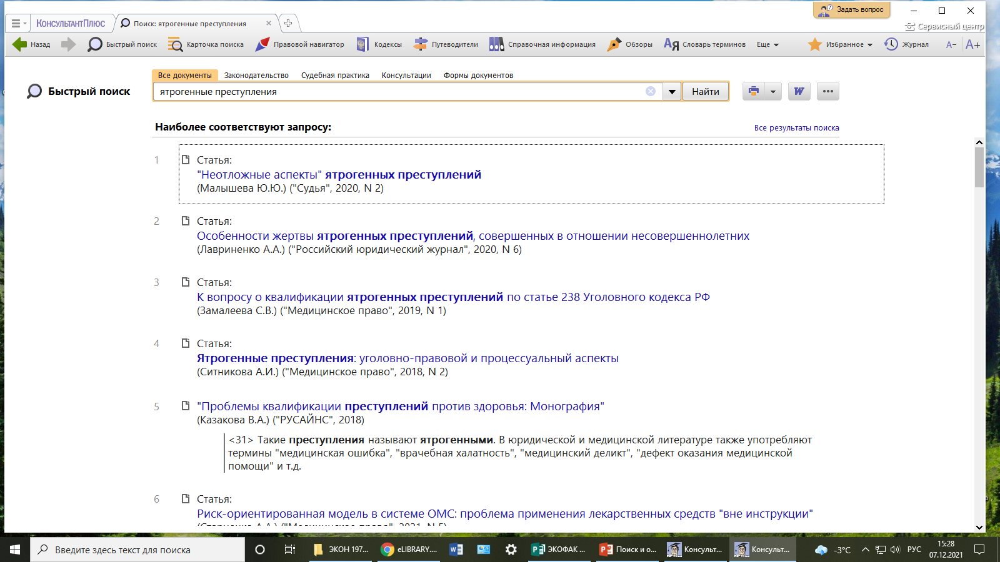 Задать вопрос
КонсультантПлюс
Поиск: ятрогенные преступления
Сервисный центр
Назад
Быстрый поиск
Карточка поиска
Правовой навигатор
Кодексы
Путеводители
Справочная информация
Обзоры
Словарь терминов
Еще
Избранное
Журнал
А-
А+
Все документы
Законодательство
Судебная практика
Консультации
Формы документов
Быстрый поиск
ятрогенные преступления
Найти
Наиболее соответствуют запросу:
Все результаты поиска
1
Статья:
"Неотложные аспекты" ятрогенных преступлений
(Малышева Ю.Ю.) ("Судья", 2020, N 2)
2
Статья:
Особенности жертвы ятрогенных преступлений, совершенных в отношении несовершеннолетних
(Лавриненко А.А.) ("Российский юридический журнал", 2020, N 6)
3
Статья:
К вопросу о квалификации ятрогенных преступлений по статье 238 Уголовного кодекса РФ
(Замалеева С.В.) ("Медицинское право", 2019, N 1)
4
Статья:
Ятрогенные преступления: уголовно-правовой и процессуальный аспекты
(Ситникова А.И.) ("Медицинское право", 2018, N 2)
5
"Проблемы квалификации преступлений против здоровья: Монография"
(Казакова В.А.) ("РУСАЙНС", 2018)
<31> Такие преступления называют ятрогенными. В юридической и медицинской литературе также употребляют
термины "медицинская ошибка", "врачебная халатность", "медицинский деликт", "дефект оказания медицинской
помощи" и т.д.
6
Статья:
Риск-ориентированная модель в системе ОМС: проблема применения лекарственных средств "вне инструкции"
Введите здесь текст для поиска
ЭКОН 197...
eLIBRARY....
ЭКОФАК ...
Поиск и о...
Консульт...
Консульт...
-3°C
РУС
15:28
07.12.2021